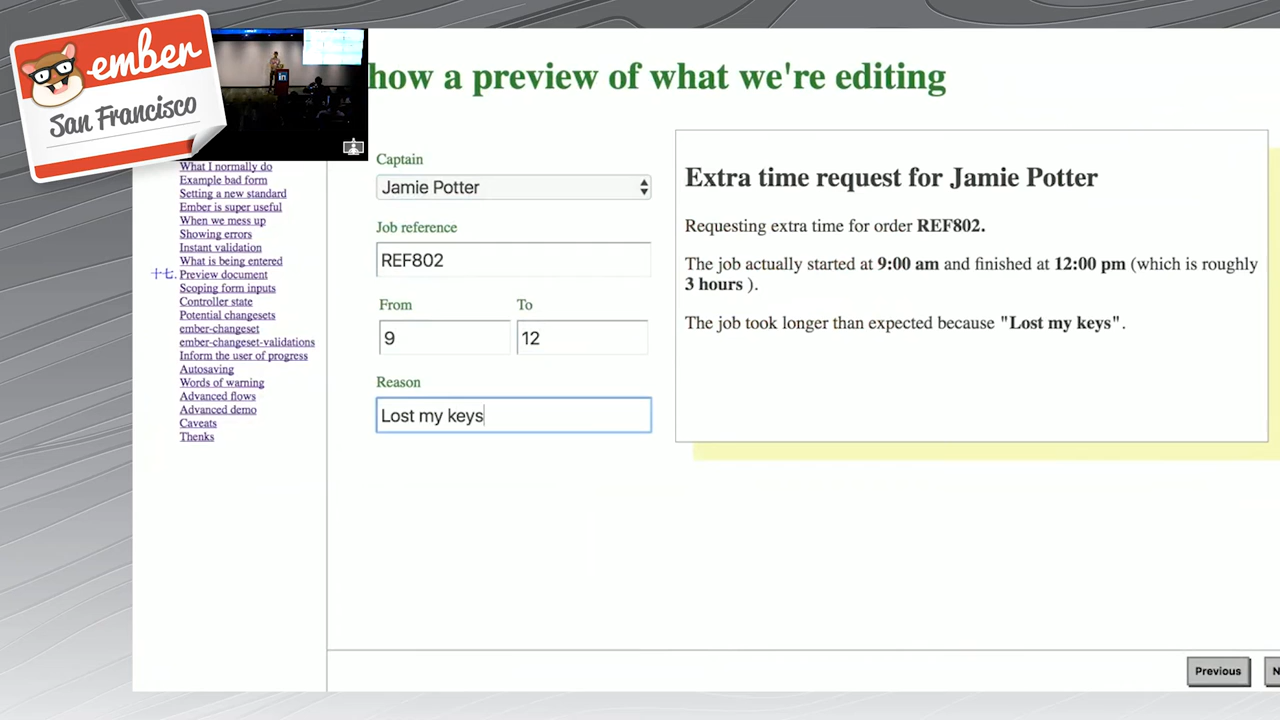 ember
San Francisco
in
how a preview of what we're editing
What I normally do
Example bad form
Setting a new standard
Ember is super useful
When we mess up
Showing errors
Instant validation
What is being entered
十七. Preview document
Scoping form inputs
Controller state
Potential changesets
ember-changeset
ember-changeset-validations
Inform the user of progress
Autosaving
Words of warning
Advanced flows
Advanced demo
Caveats
Thenks
Captain
Jamie Potter
Job reference
REF802
From To
9 12
Reason
Lost my keys
Extra time request for Jamie Potter
Requesting extra time for order REF802.
The job actually started at 9:00 am and finished at 12:00 pm (which is roughly
3 hours ).
The job took longer than expected because "Lost my keys".
Previous
N